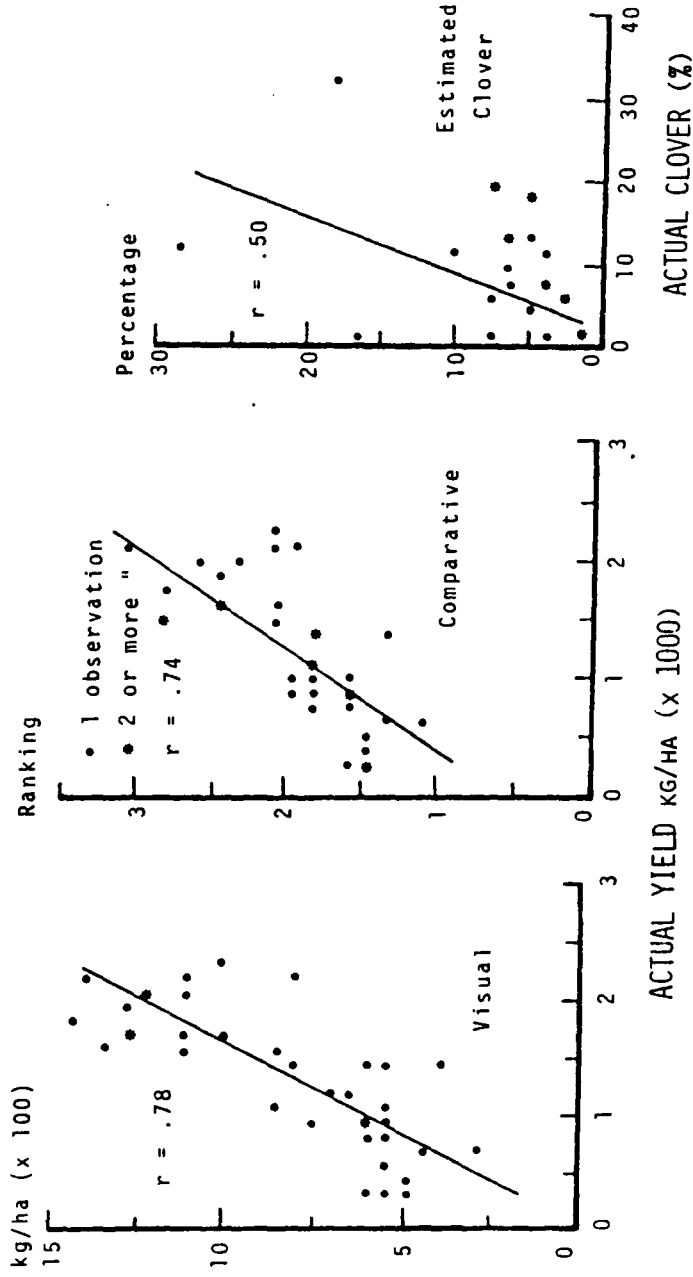 kg/ha (x 100)
15
10
5
0
r = .78
Visual
0
1
2
3
Ranking
3
2
1
0
1 observation
2 or more "
r = .74
Comparative
0
1
2
3
ACTUAL YIELD KG/HA (x 1000)
Percentage
30
20
10
0
r = .50
Estimated
Clover
0
10
20
30
40
ACTUAL CLOVER (%)